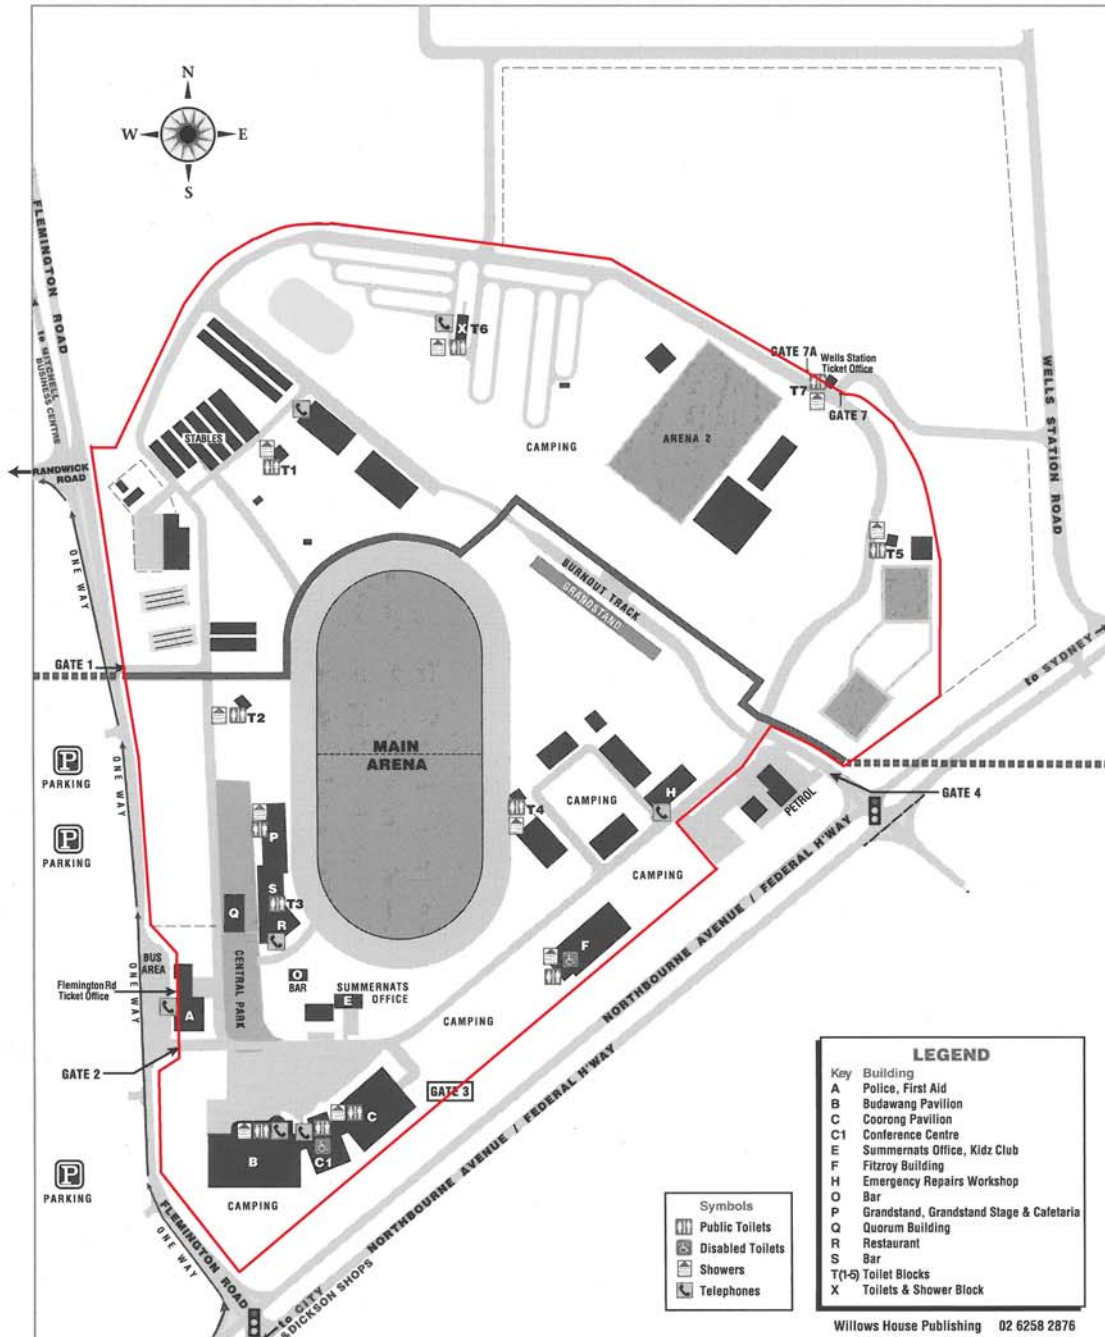 N
W E
S
FLEMINGTON ROAD
to MITCHELL
BUSINESS CENTRE
RANDWICK
ROAD
ONE WAY
STABLES
T1
X T6
CAMPING
ARENA 2
GATE 7A
Wells Station
Ticket Office
T7
GATE 7
WELLS STATION ROAD
T5
BURNOUT TRACK
GRANDSTAND
to SYDNEY
GATE 1
T2
MAIN
ARENA
PARKING
P
PARKING
P
ONE WAY
T4
CAMPING
H
PETROL
GATE 4
CAMPING
P
S
T3
R
Q
CENTRAL PARK
BUS
AREA
Flemington Rd
Ticket Office
ONE WAY
A
O
BAR
SUMMERNATS
OFFICE
E
F
CAMPING
NORTHBOURNE AVENUE / FEDERAL H'WAY
GATE 2
GATE 3
C
C1
B
CAMPING
P
PARKING
FLEMINGTON ROAD
ONE WAY
NORTHBOURNE AVENUE / FEDERAL H'WAY
to CITY
&DICKSON SHOPS
Symbols
Public Toilets
Disabled Toilets
Showers
Telephones
LEGEND
Key Building
A Police, First Aid
B Budawang Pavilion
C Coorong Pavilion
C1 Conference Centre
E Summernats Office, Kidz Club
F Fitzroy Building
H Emergency Repairs Workshop
O Bar
P Grandstand, Grandstand Stage & Cafetaria
Q Quorum Building
R Restaurant
S Bar
T(1-5) Toilet Blocks
X Toilets & Shower Block
Willows House Publishing 02 6258 2876